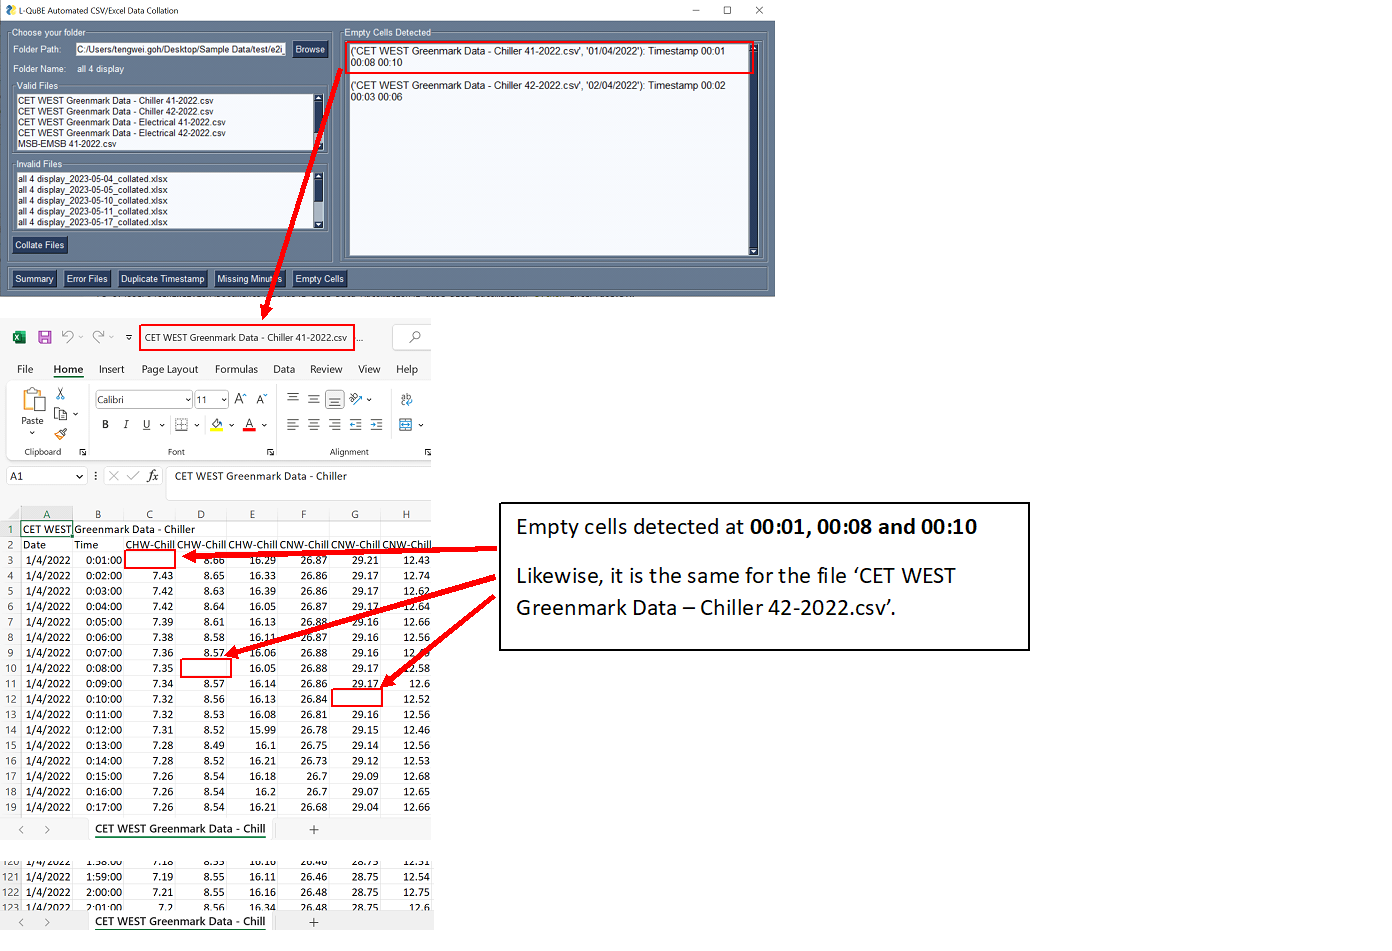 L-QuBE Automated CSV/Excel Data Collation
Choose your folder
Folder Path: C:/Users/tengwei.goh/Desktop/Sample Data/test/e2i_ Browse
Folder Name: all 4 display
Valid Files
CET WEST Greenmark Data - Chiller 41-2022.csv
CET WEST Greenmark Data - Chiller 42-2022.csv
CET WEST Greenmark Data - Electrical 41-2022.csv
CET WEST Greenmark Data - Electrical 42-2022.csv
MSB-EMSB 41-2022.csv
Invalid Files
all 4 display_2023-05-04_collated.xlsx
all 4 display_2023-05-05_collated.xlsx
all 4 display_2023-05-10_collated.xlsx
all 4 display_2023-05-11_collated.xlsx
all 4 display_2023-05-17_collated.xlsx
Collate Files
Empty Cells Detected
('CET WEST Greenmark Data - Chiller 41-2022.csv', '01/04/2022'): Timestamp 00:01
00:08 00:10
('CET WEST Greenmark Data - Chiller 42-2022.csv', '02/04/2022'): Timestamp 00:02
00:03 00:06
Summary Error Files Duplicate Timestamp Missing Minutes Empty Cells
CET WEST Greenmark Data - Chiller 41-2022.csv ...
File Home Insert Page Layout Formulas Data Review View Help
Calibri 11
Paste
B I U A
Clipboard Font Alignment
A1 fx CET WEST Greenmark Data - Chiller
A B C D E F G H
1 CET WEST Greenmark Data - Chiller
2 Date Time CHW-Chill CHW-Chill CHW-Chill CNW-Chill CNW-Chill CNW-Chill
3 1/4/2022 0:01:00 8.66 16.29 26.87 29.21 12.43
4 1/4/2022 0:02:00 7.43 8.65 16.33 26.86 29.17 12.74
5 1/4/2022 0:03:00 7.42 8.63 16.39 26.86 29.17 12.62
6 1/4/2022 0:04:00 7.42 8.64 16.05 26.87 29.17 12.64
7 1/4/2022 0:05:00 7.39 8.61 16.13 26.88 29.16 12.66
8 1/4/2022 0:06:00 7.38 8.58 16.11 26.87 29.16 12.56
9 1/4/2022 0:07:00 7.36 8.57 16.06 26.88 29.16
10 1/4/2022 0:08:00 7.35 16.05 26.88 29.17 12.58
11 1/4/2022 0:09:00 7.34 8.57 16.14 26.86 29.17 12.6
12 1/4/2022 0:10:00 7.32 8.56 16.13 26.84 12.52
13 1/4/2022 0:11:00 7.32 8.53 16.08 26.81 29.16 12.56
14 1/4/2022 0:12:00 7.31 8.52 15.99 26.78 29.15 12.46
15 1/4/2022 0:13:00 7.28 8.49 16.1 26.75 29.14 12.56
16 1/4/2022 0:14:00 7.28 8.52 16.21 26.73 29.12 12.53
17 1/4/2022 0:15:00 7.26 8.54 16.18 26.7 29.09 12.68
18 1/4/2022 0:16:00 7.26 8.54 16.2 26.7 29.07 12.65
19 1/4/2022 0:17:00 7.26 8.54 16.21 26.68 29.04 12.66
CET WEST Greenmark Data - Chill
120 1/4/2022 1:58:00 7.18 8.55 16.16 26.46 28.75 12.51
121 1/4/2022 1:59:00 7.19 8.55 16.11 26.46 28.75 12.54
122 1/4/2022 2:00:00 7.21 8.55 16.16 26.48 28.75 12.75
123 1/4/2022 2:01:00 7.2 8.56 16.34 26.48 28.75 12.6
CET WEST Greenmark Data - Chill
Empty cells detected at 00:01, 00:08 and 00:10
Likewise, it is the same for the file ‘CET WEST
Greenmark Data – Chiller 42-2022.csv’.